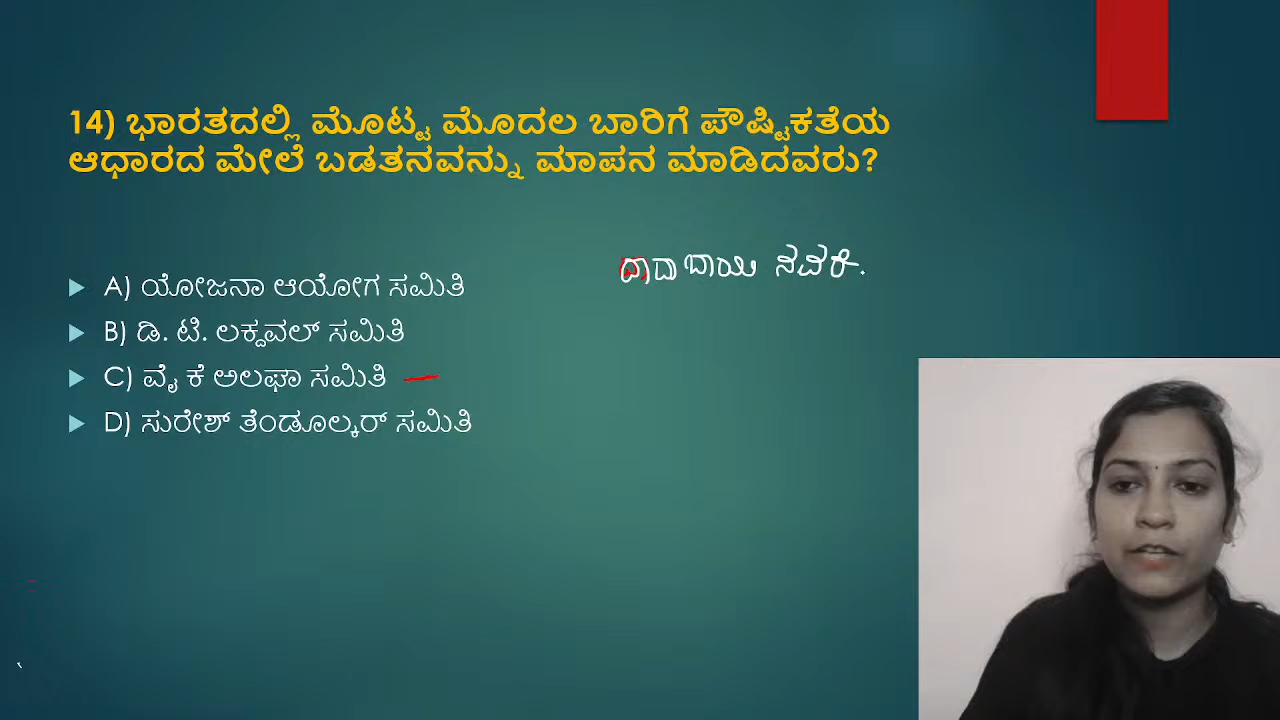 14) ಭಾರತದಲ್ಲಿ ಮೊಟ್ಟ ಮೊದಲ ಬಾರಿಗೆ ಪೌಷ್ಟಿಕತೆಯ
ಆಧಾರದ ಮೇಲೆ ಬಡತನವನ್ನು ಮಾಪನ ಮಾಡಿದವರು?
ದಾದಾಬಾಯಿ
A) ಯೋಜನಾ ಆಯೋಗ ಸಮಿತಿ
B) ಡಿ. ಟಿ. ಲಕ್ಡವಲ್ ಸಮಿತಿ
C) ವೈ ಕೆ ಅಲಘಾ ಸಮಿತಿ
D) ಸುರೇಶ್ ತೆಂಡೂಲ್ಕರ್ ಸಮಿತಿ